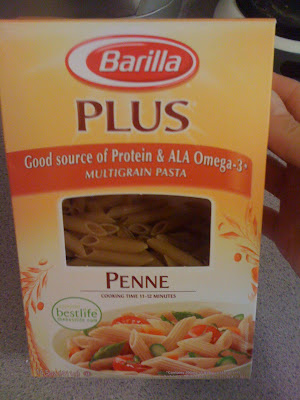 Barilla
PLUS
Good source of Protein & ALA Omega-3*
MULTIGRAIN PASTA
PENNE
COOKING TIME 11-12 MINUTES
bestlife